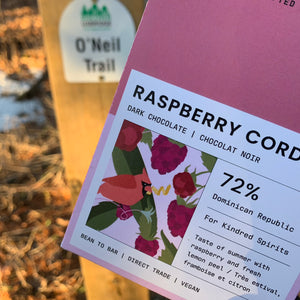 O'Neil
Trail
TED
RASPBERRY CORD
DARK CHOCOLATE | CHOCOLAT NOIR
72%
Dominican Republic
For Kindred Spirits
Taste of summer with
raspberry and fresh
lemon peel / Très estival,
framboise et citron
BEAN TO BAR | DIRECT TRADE | VEGAN